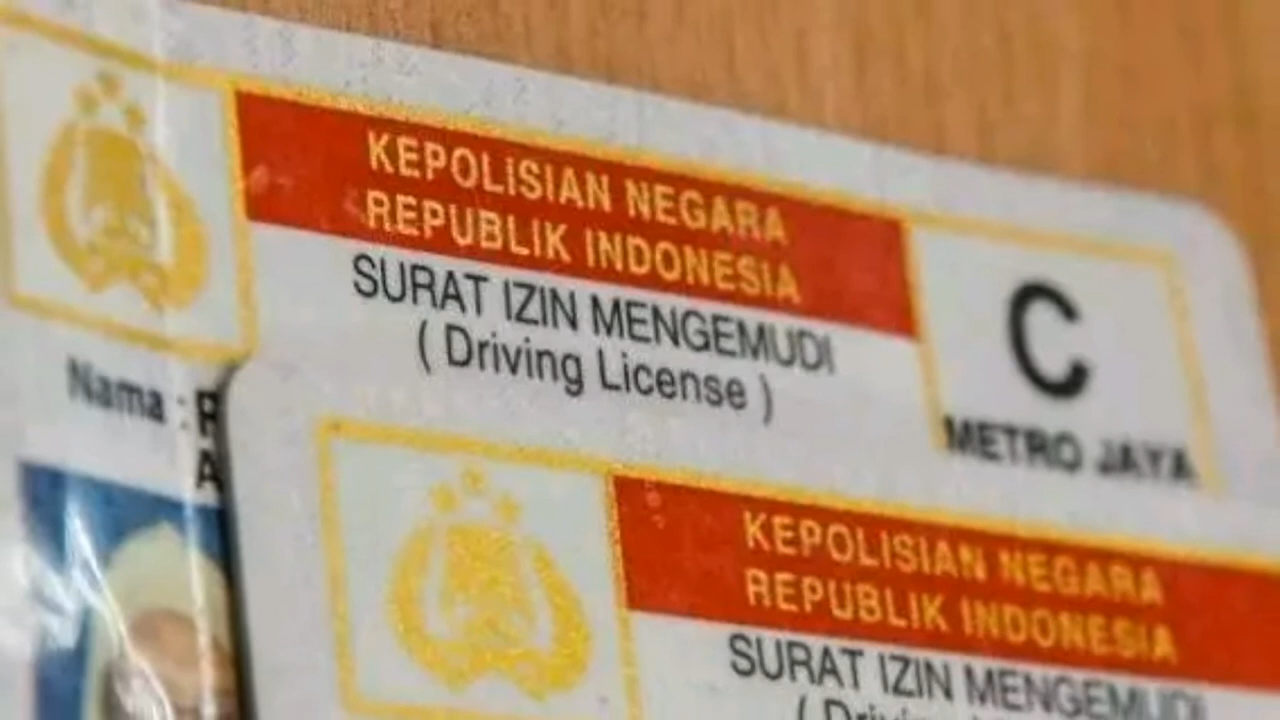 KEPOLISIAN NEGARA
REPUBLIK INDONESIA
SURAT IZIN MENGEMUDI
( Driving License )
C
METRO JAYA
Nama :
KEPOLISIAN NEGARA
REPUBLIK INDONESIA
SURAT IZIN MENGEMUDI